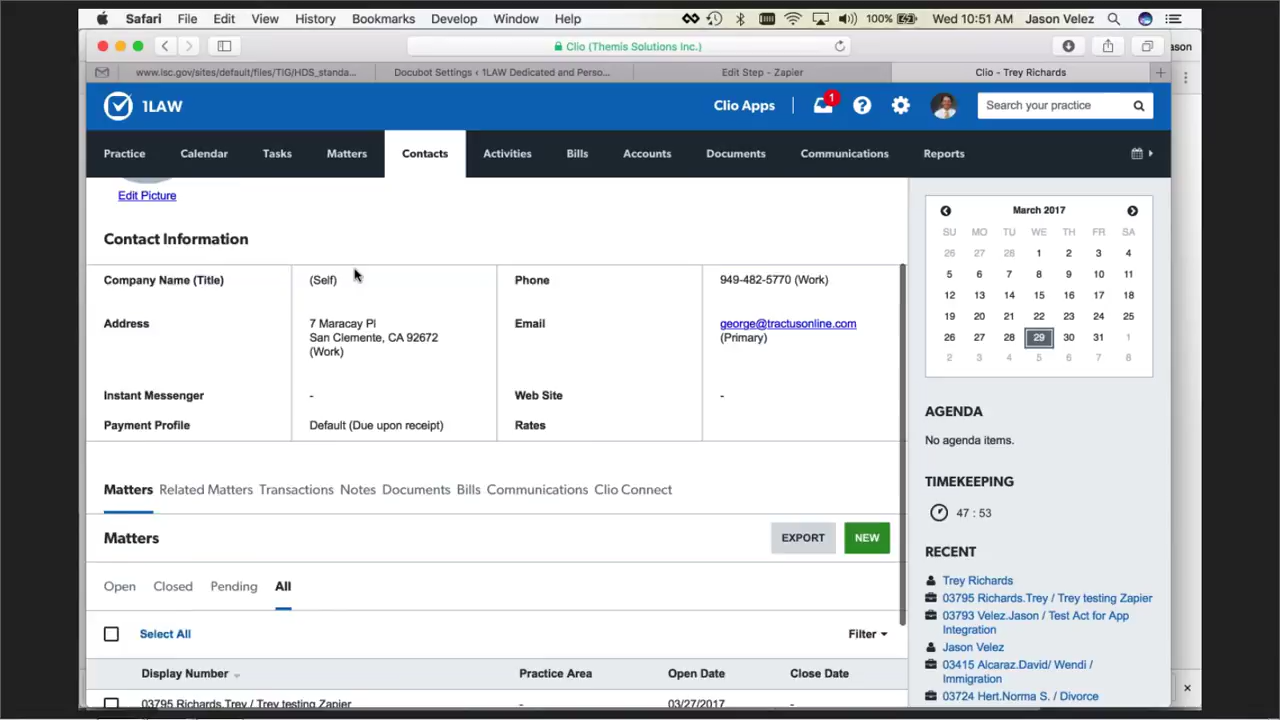 Safari File Edit View History Bookmarks Develop Window Help 100% Wed 10:51 AM Jason Velez
Clio (Themis Solutions Inc.)
ason
www.lsc.gov/sites/default/files/TIG/HDS_standa... Docubot Settings ‹ 1LAW Dedicated and Perso... Edit Step - Zapier Clio - Trey Richards
1LAW Clio Apps 1 Search your practice
Practice Calendar Tasks Matters Contacts Activities Bills Accounts Documents Communications Reports
Edit Picture
Contact Information
Company Name (Title) (Self) Phone 949-482-5770 (Work)
Address 7 Maracay Pl Email george@tractusonline.com
San Clemente, CA 92672 (Primary)
(Work)
Instant Messenger - Web Site -
Payment Profile Default (Due upon receipt) Rates
Matters Related Matters Transactions Notes Documents Bills Communications Clio Connect
Matters EXPORT NEW
Open Closed Pending All
Select All Filter
Display Number Practice Area Open Date Close Date
03795 Richards.Trey / Trey testing Zapier - 03/27/2017 -
March 2017
SU MO TU WE TH FR SA
26 27 28 1 2 3 4
5 6 7 8 9 10 11
12 13 14 15 16 17 18
19 20 21 22 23 24 25
26 27 28 29 30 31 1
2 3 4 5 6 7 8
AGENDA
No agenda items.
TIMEKEEPING
47 : 53
RECENT
Trey Richards
03795 Richards.Trey / Trey testing Zapier
03793 Velez.Jason / Test Act for App
Integration
Jason Velez
03415 Alcaraz.David/ Wendi /
Immigration
03724 Hert.Norma S. / Divorce